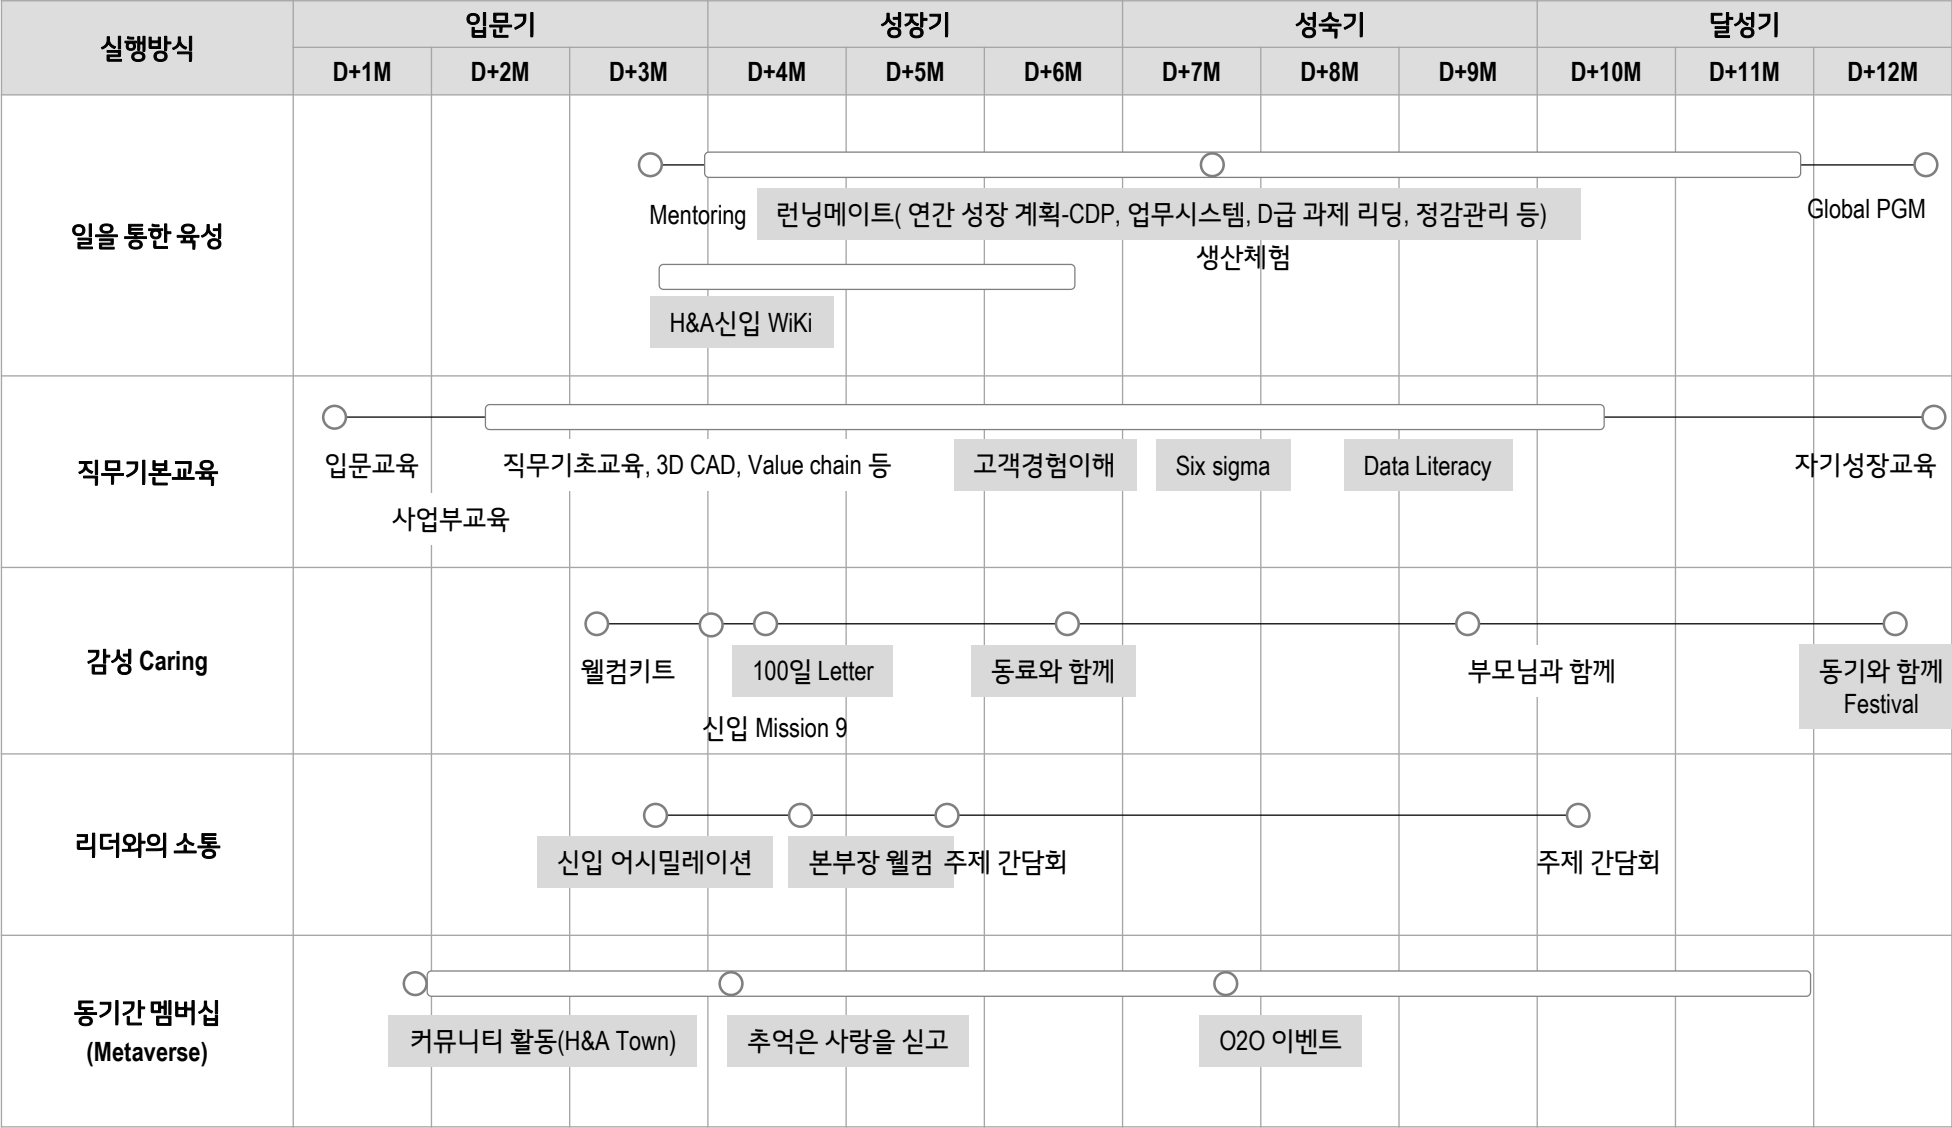 실행방식
입문기
성장기
성숙기
달성기
D+1M
D+2M
D+3M
D+4M
D+5M
D+6M
D+7M
D+8M
D+9M
D+10M
D+11M
D+12M
일을 통한 육성
Mentoring
런닝메이트( 연간 성장 계획-CDP, 업무시스템, D급 과제 리딩, 정감관리 등)
Global PGM
생산체험
H&A신입 WiKi
직무기본교육
입문교육
직무기초교육, 3D CAD, Value chain 등
고객경험이해
Six sigma
Data Literacy
자기성장교육
사업부교육
감성 Caring
웰컴키트
100일 Letter
동료와 함께
부모님과 함께
동기와 함께
Festival
신입 Mission 9
리더와의 소통
신입 어시밀레이션
본부장 웰컴
주제 간담회
주제 간담회
동기간 멤버십
(Metaverse)
커뮤니티 활동(H&A Town)
추억은 사랑을 싣고
O2O 이벤트